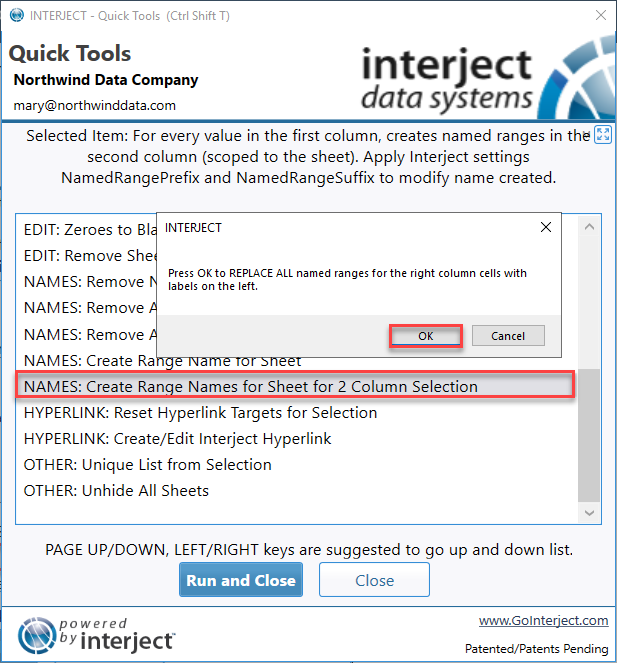 INTERJECT - Quick Tools (Ctrl Shift T)
Quick Tools
Northwind Data Company
mary@northwinddata.com
interject
data systems
Selected Item: For every value in the first column, creates named ranges in the
second column (scoped to the sheet). Apply Interject settings
NamedRangePrefix and NamedRangeSuffix to modify name created.
EDIT: Zeroes to Bla
EDIT: Remove Shee
NAMES: Remove N
NAMES: Remove A
NAMES: Remove A
INTERJECT
Press OK to REPLACE ALL named ranges for the right column cells with
labels on the left.
OK
Cancel
NAMES: Create Range Name for Sheet
NAMES: Create Range Names for Sheet for 2 Column Selection
HYPERLINK: Reset Hyperlink Targets for Selection
HYPERLINK: Create/Edit Interject Hyperlink
OTHER: Unique List from Selection
OTHER: Unhide All Sheets
PAGE UP/DOWN, LEFT/RIGHT keys are suggested to go up and down list.
Run and Close
Close
powered
by interject™
www.GoInterject.com
Patented/Patents Pending